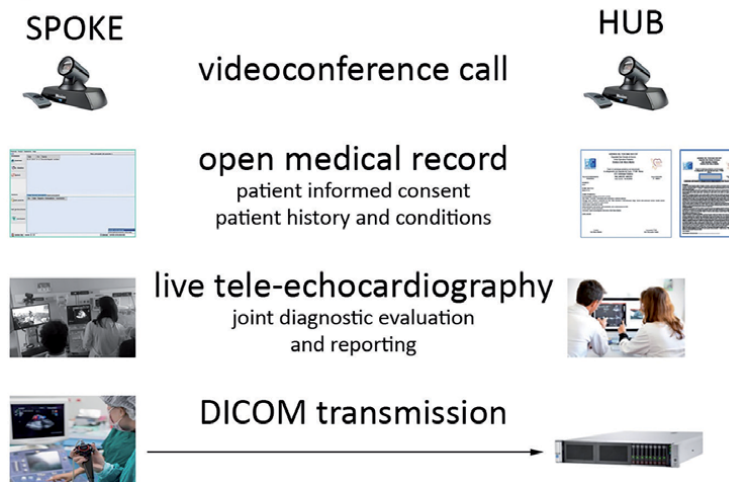 SPOKE
HUB
videoconference call
open medical record
patient informed consent
patient history and conditions
live tele-echocardiography
joint diagnostic evaluation
and reporting
DICOM transmission